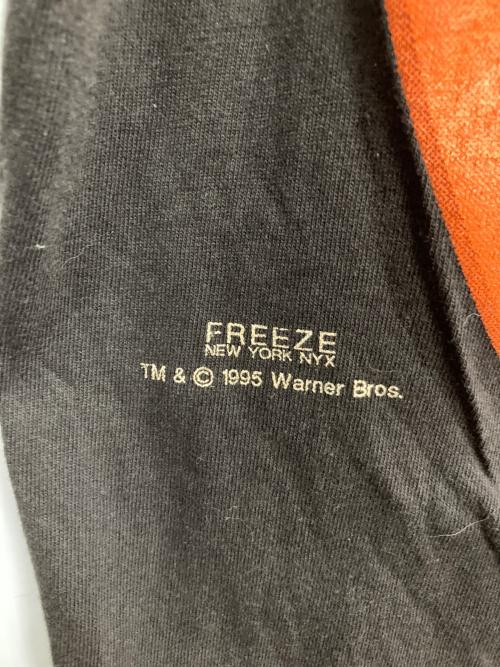 FREEZE
NEW YORK NYX
TM & © 1995 Warner Bros.